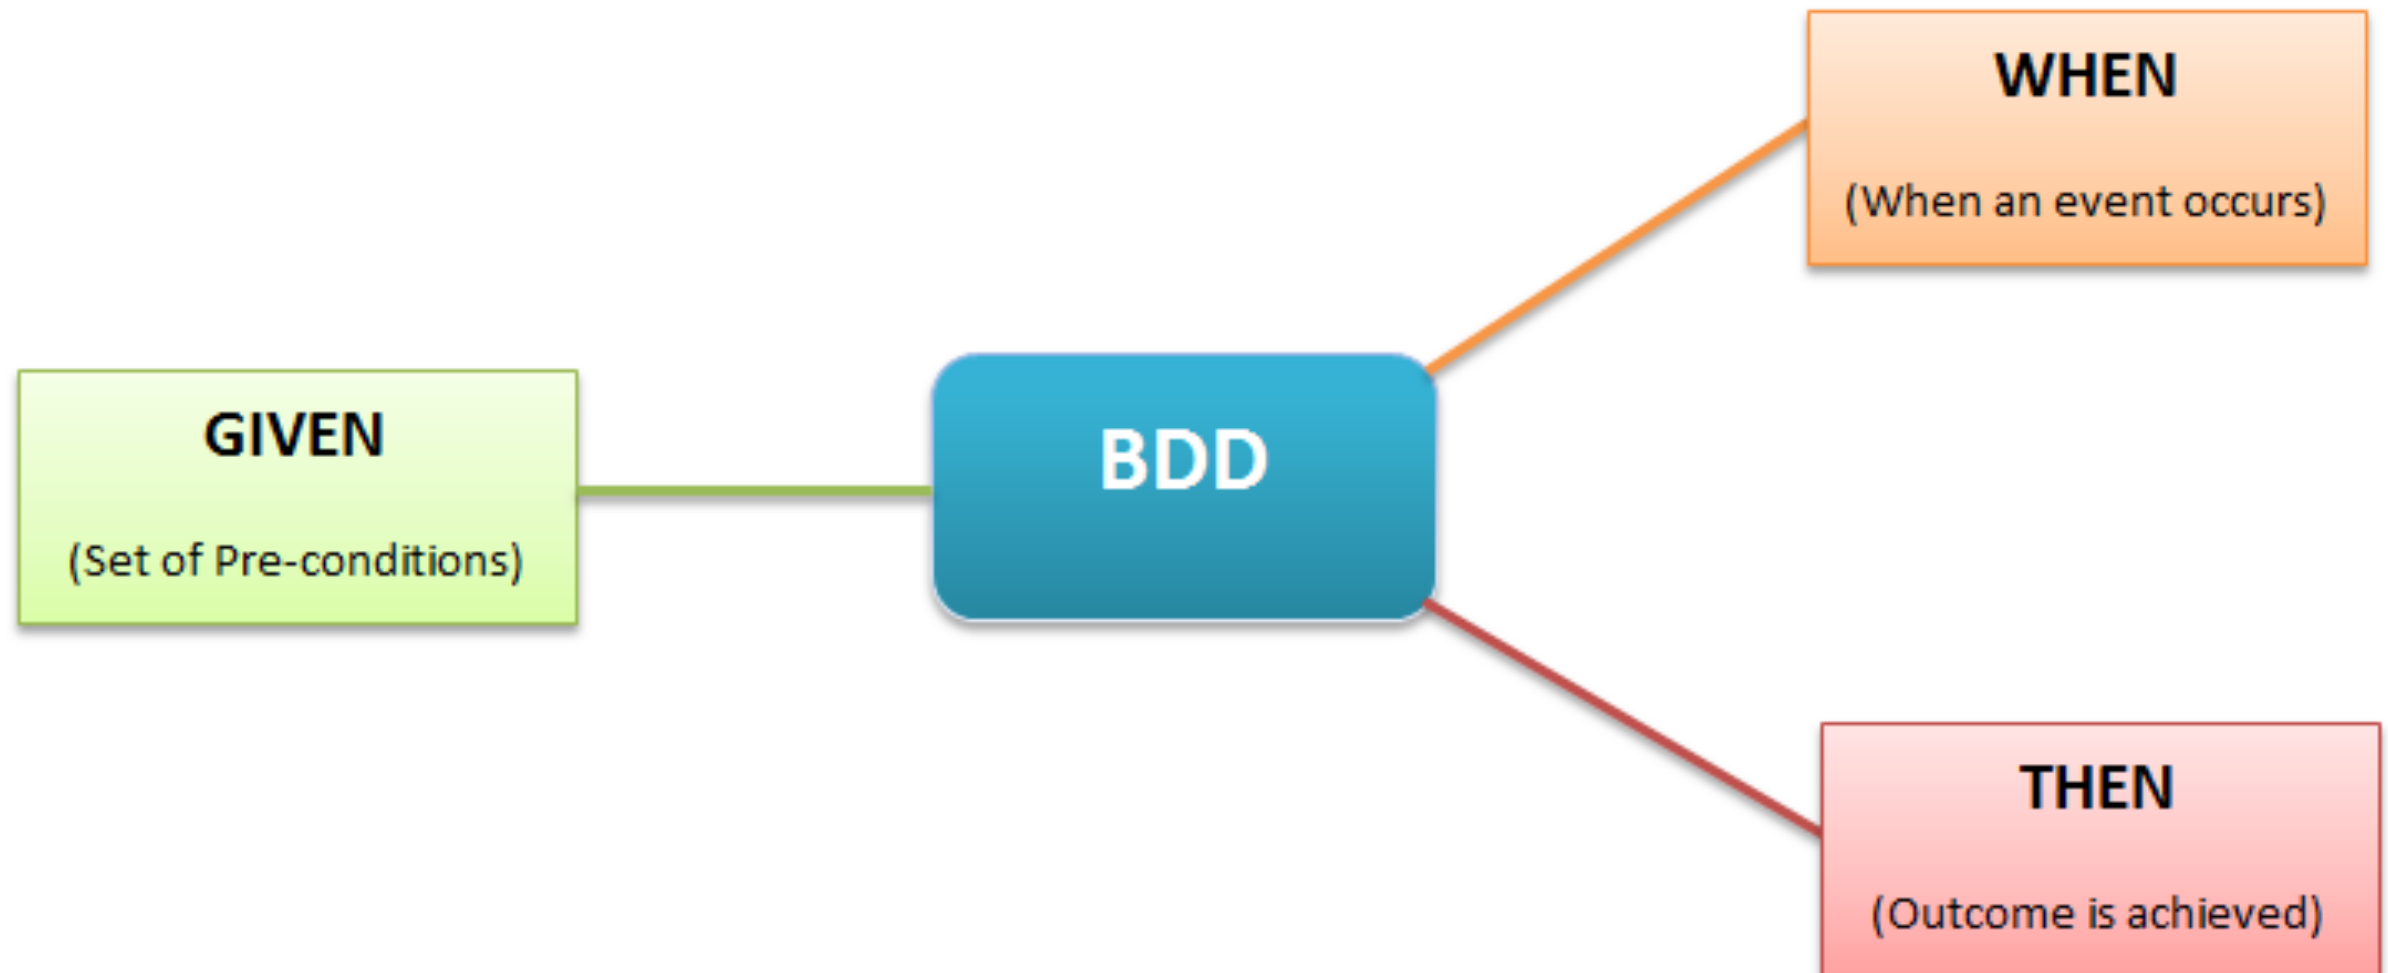 WHEN
(When an event occurs)
GIVEN
(Set of Pre-conditions)
BDD
THEN
(Outcome is achieved)